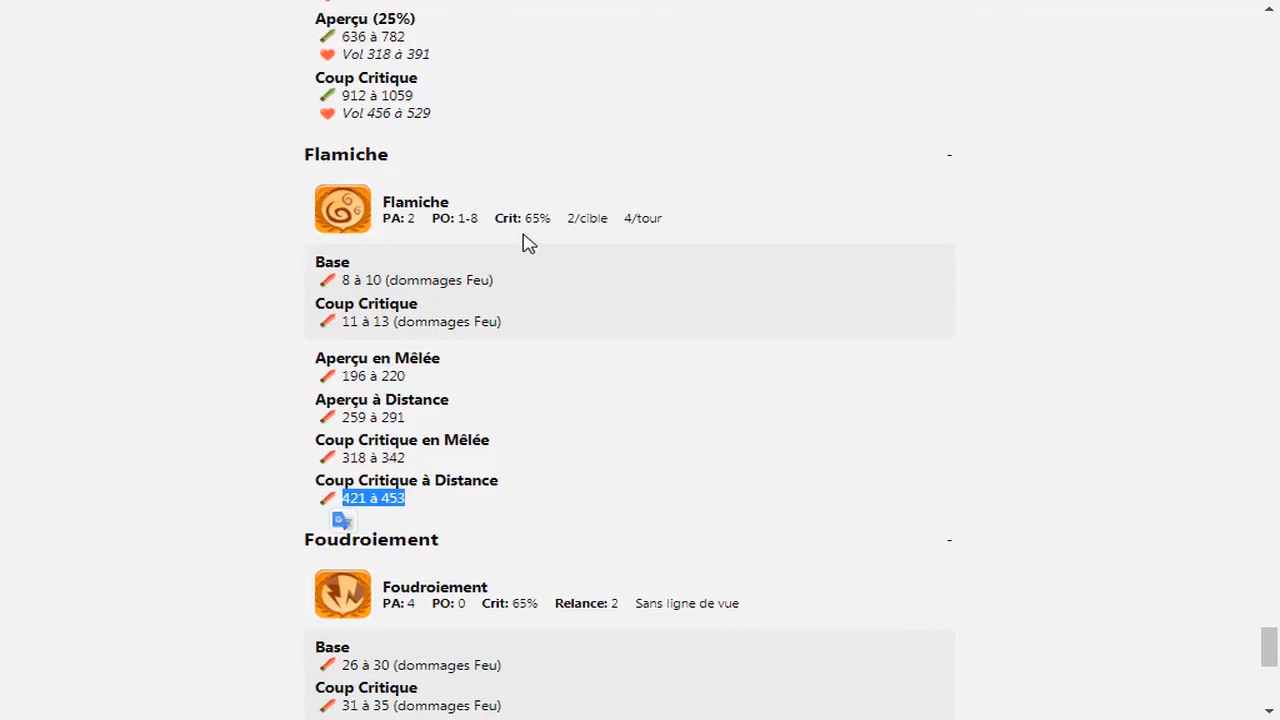 Aperçu (25%)
636 à 782
Vol 318 à 391
Coup Critique
912 à 1059
Vol 456 à 529
Flamiche -
Flamiche
PA: 2 PO: 1-8 Crit: 65% 2/cible 4/tour
Base
8 à 10 (dommages Feu)
Coup Critique
11 à 13 (dommages Feu)
Aperçu en Mêlée
196 à 220
Aperçu à Distance
259 à 291
Coup Critique en Mêlée
318 à 342
Coup Critique à Distance
421 à 453
Foudroiement -
Foudroiement
PA: 4 PO: 0 Crit: 65% Relance: 2 Sans ligne de vue
Base
26 à 30 (dommages Feu)
Coup Critique
31 à 35 (dommages Feu)